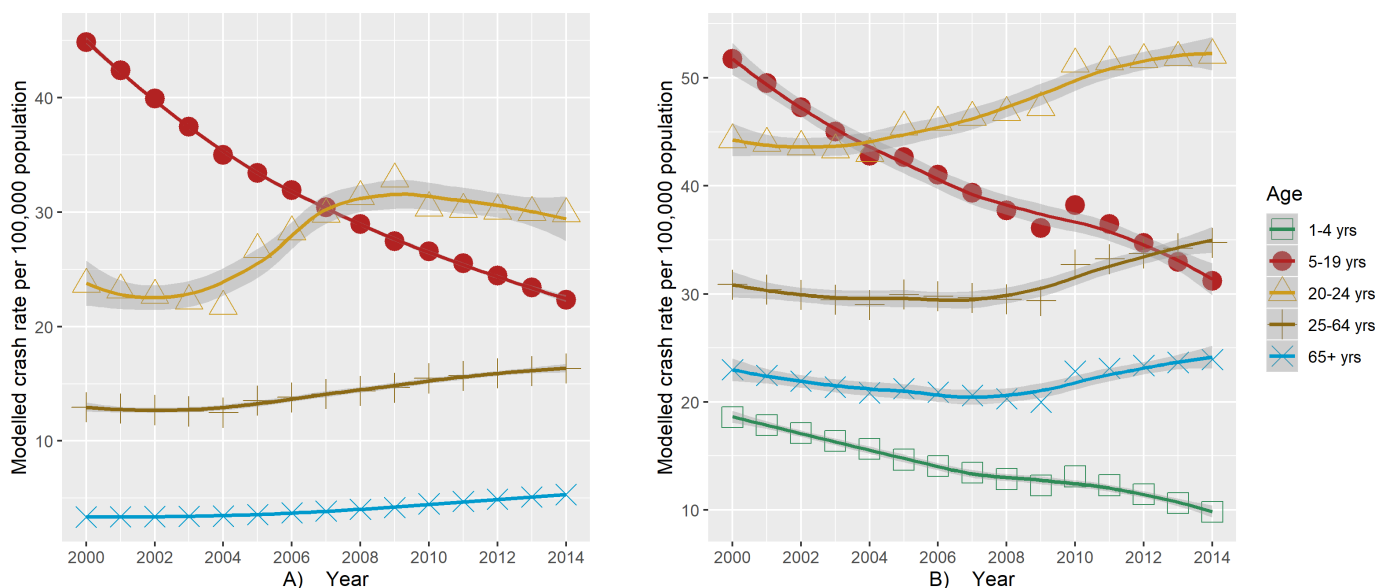 Modelled crash rate per 100,000 population
40
30
20
10
2000 2002 2004 2006 2008 2010 2012 2014
A) Year
Modelled crash rate per 100,000 population
50
40
30
20
10
2000 2002 2004 2006 2008 2010 2012 2014
B) Year
Age
1-4 yrs
5-19 yrs
20-24 yrs
25-64 yrs
65+ yrs